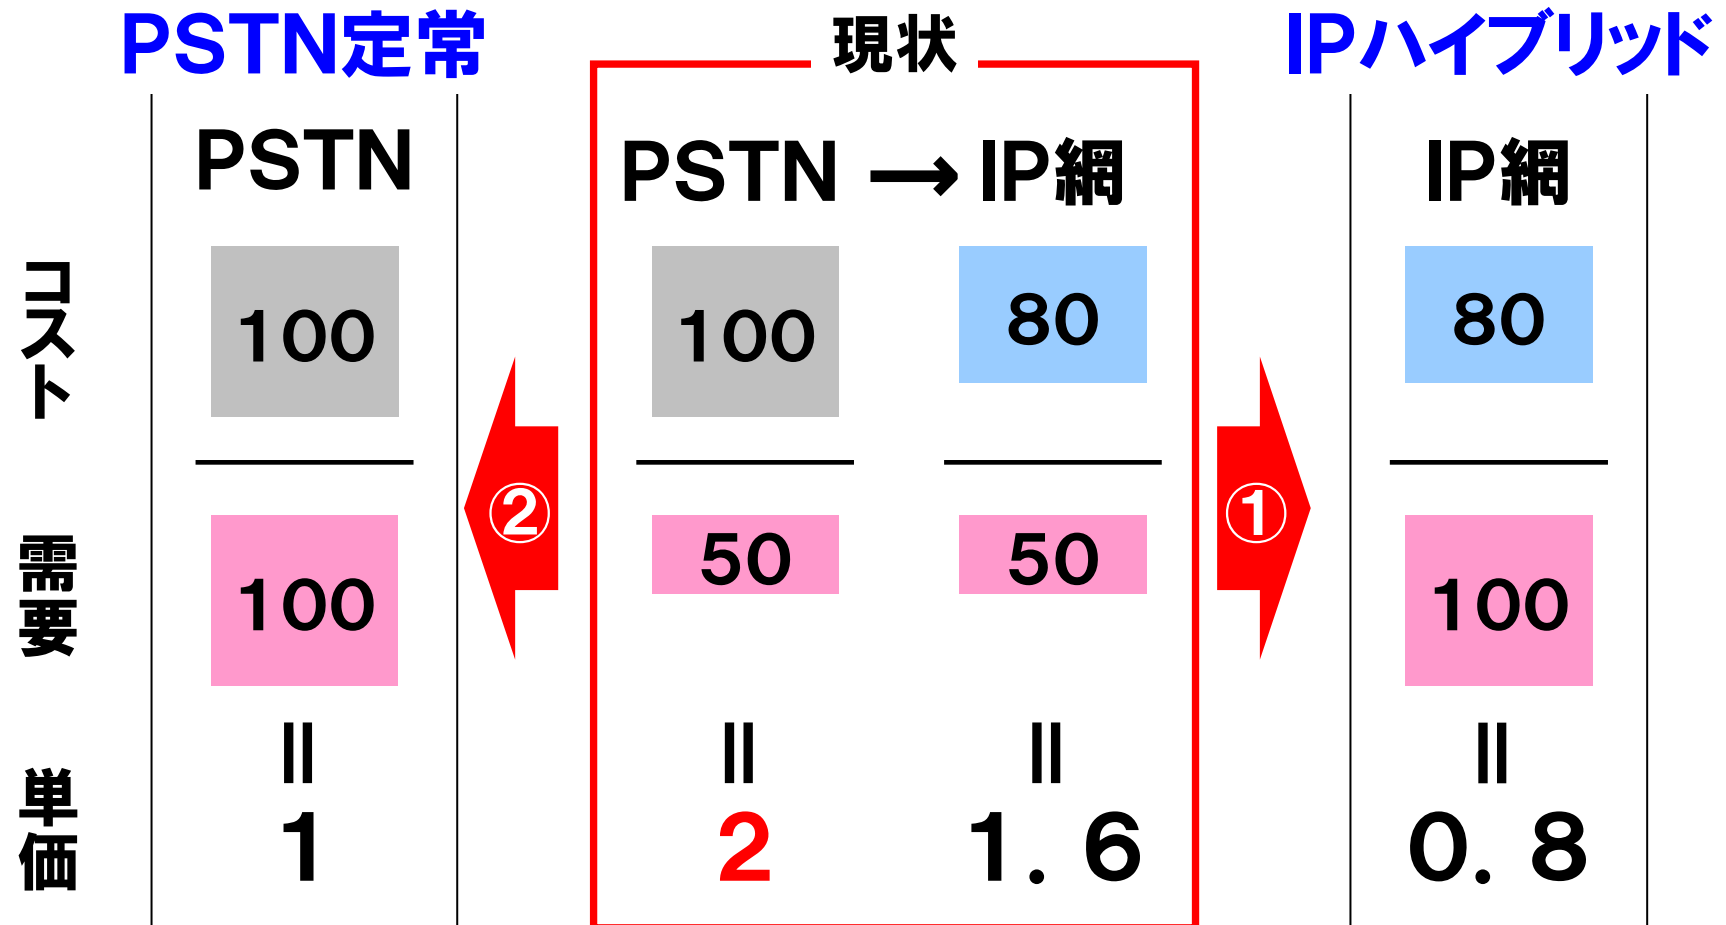 PSTN定常
現状
IPハイブリッド
PSTN
PSTN → IP網
IP網
コスト
100
100
80
80
②
①
需要
100
50
50
100
単価
=
=
=
=
1
2
1.6
0.8